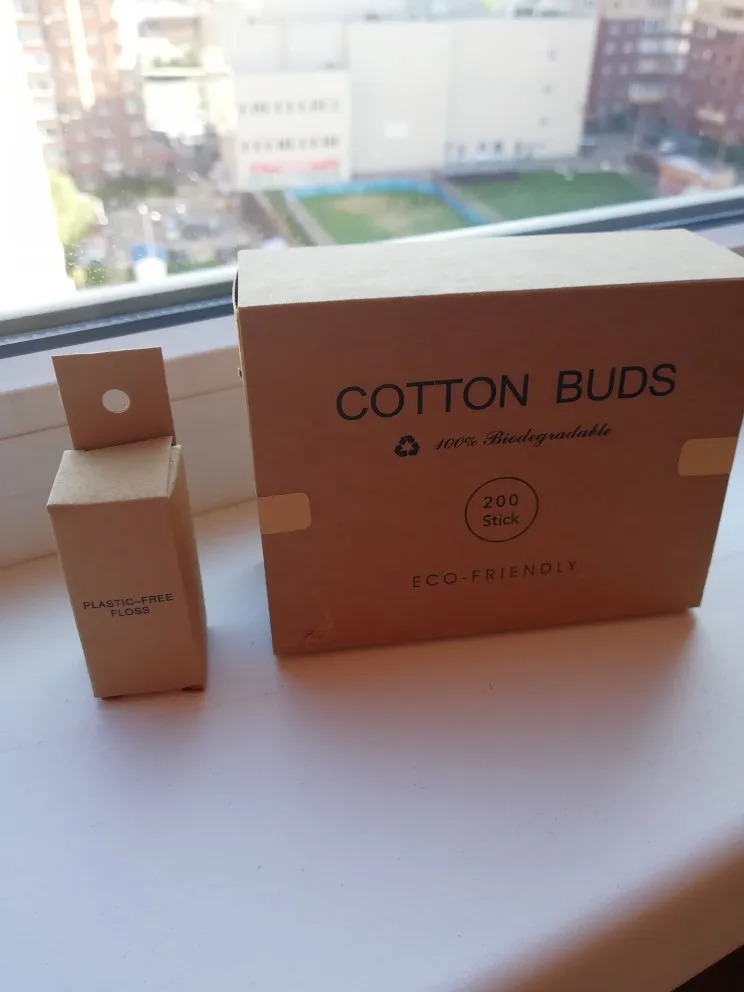 COTTON BUDS
100% Biodegradable
200
Stick
ECO-FRIENDLY
PLASTIC-FREE
FLOSS